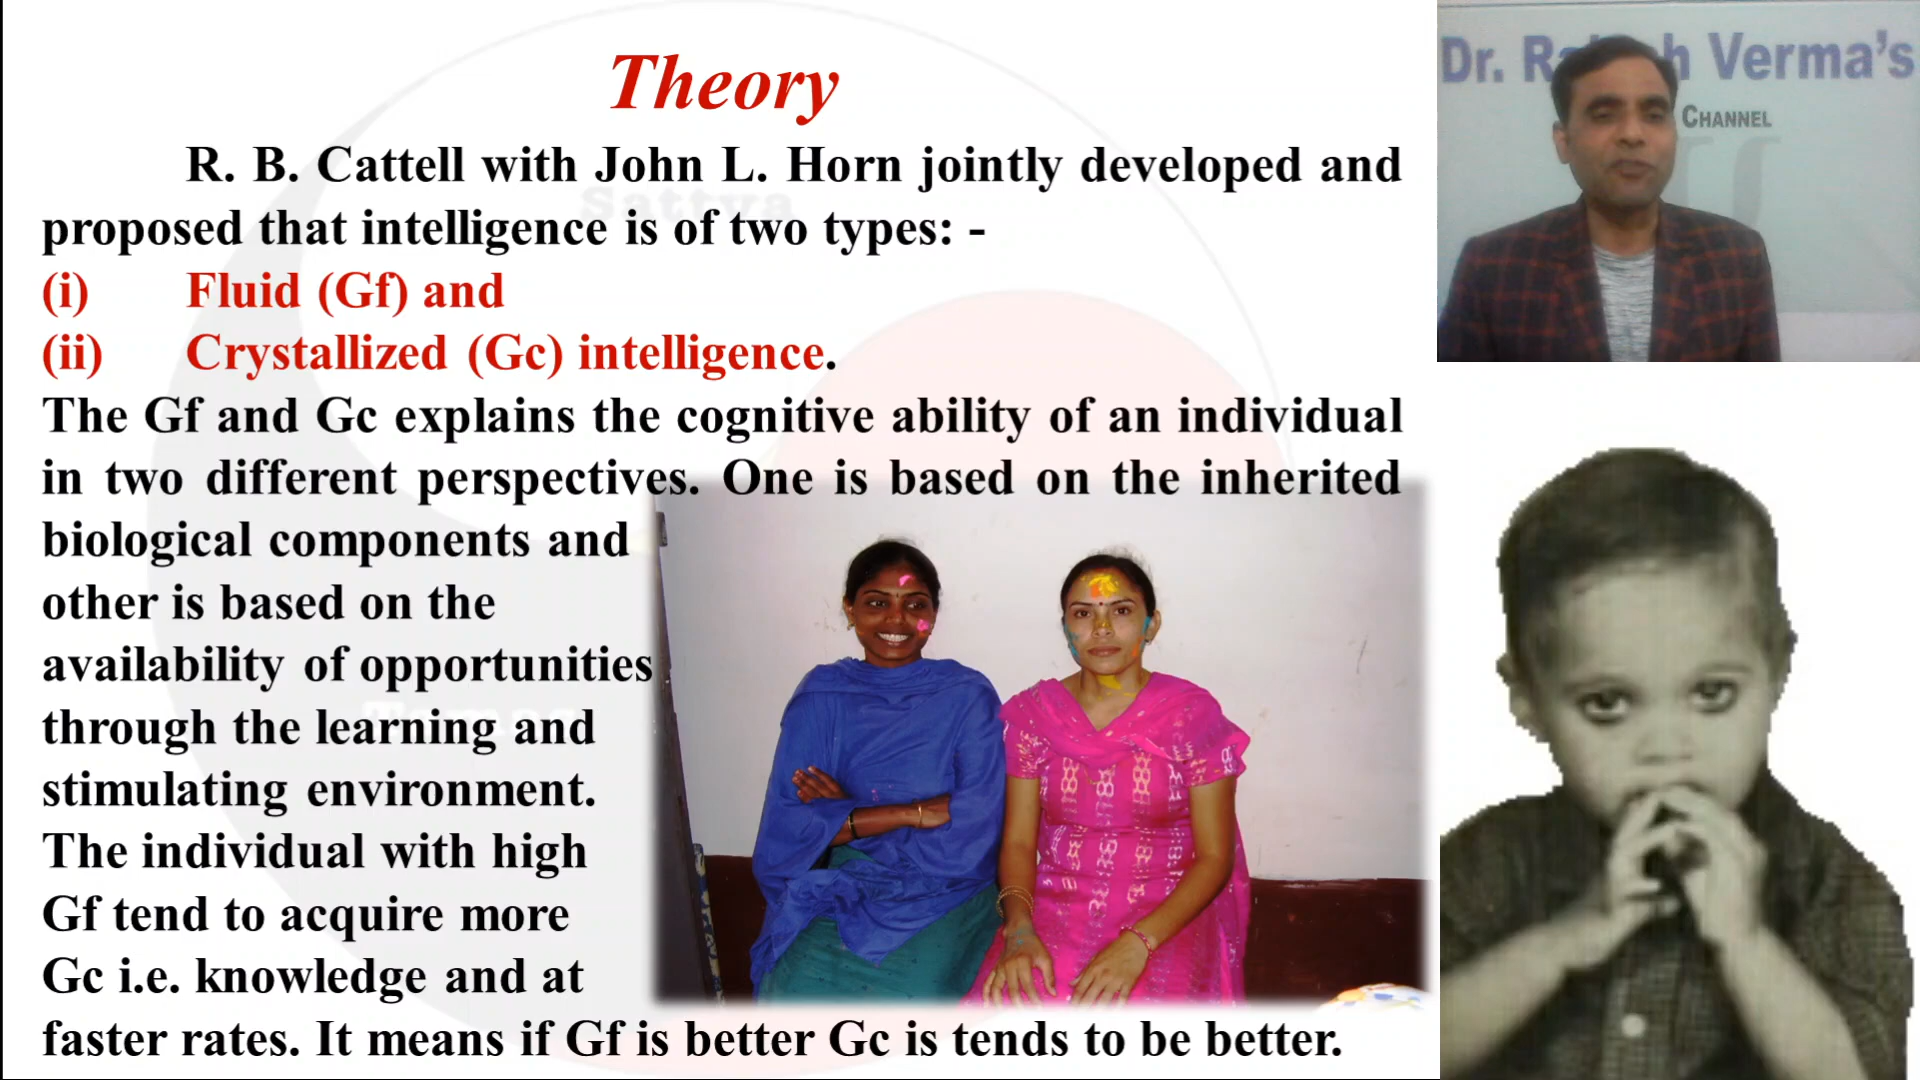 Theory
R. B. Cattell with John L. Horn jointly developed and
proposed that intelligence is of two types: -
(i) Fluid (Gf) and
(ii) Crystallized (Gc) intelligence.
The Gf and Gc explains the cognitive ability of an individual
in two different perspectives. One is based on the inherited
biological components and
other is based on the
availability of opportunities
through the learning and
stimulating environment.
The individual with high
Gf tend to acquire more
Gc i.e. knowledge and at
faster rates. It means if Gf is better Gc is tends to be better.
Sattva
Dr. Verma's
Channel